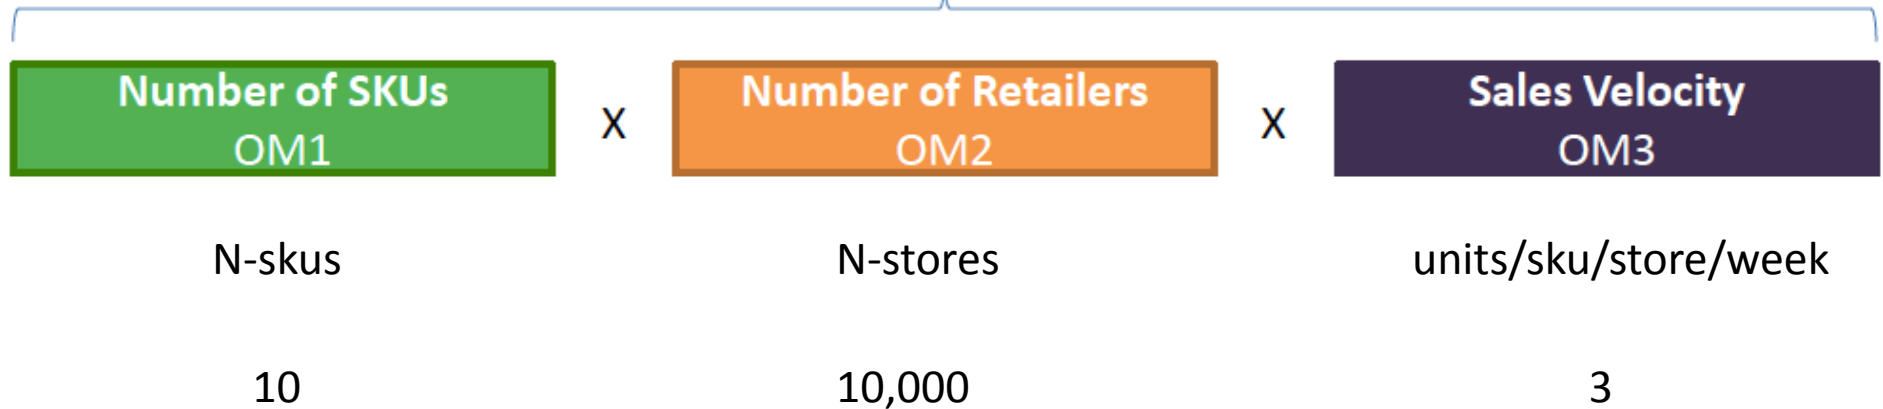 Number of SKUs
OM1
X
Number of Retailers
OM2
X
Sales Velocity
OM3
N-skus
N-stores
units/sku/store/week
10
10,000
3